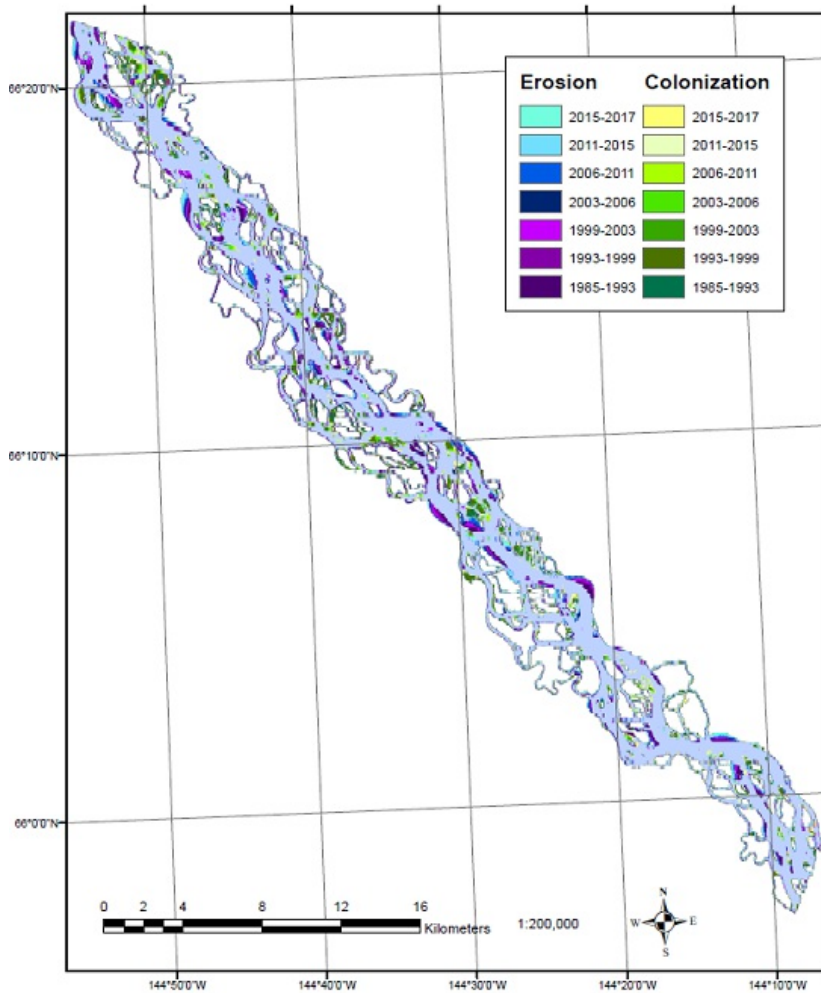 66°20'0"N
66°10'0"N
66°0'0"N
Erosion Colonization
2015-2017 2015-2017
2011-2015 2011-2015
2006-2011 2006-2011
2003-2006 2003-2006
1999-2003 1999-2003
1993-1999 1993-1999
1985-1993 1985-1993
0 2 4 8 12 16
Kilometers
1:200,000
N
W E
S
144°50'0"W 144°40'0"W 144°30'0"W 144°20'0"W 144°10'0"W